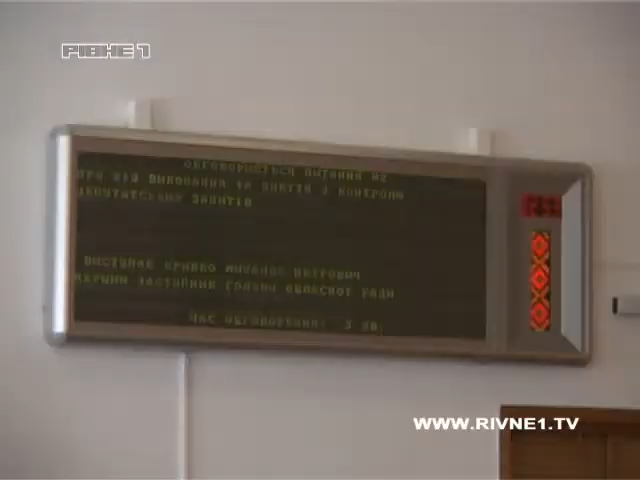 РІВНЕ 1
ОБГОВОРЮЄТЬСЯ ПИТАННЯ №2
ПРО ВИКОНАННЯ ТА ЗНЯТТЯ З КОНТРОЛЮ
ДЕПУТАТСЬКИХ ЗАПИТІВ
ВИСТУПАЄ КРИВКО МИХАЙЛО ПЕТРОВИЧ
ПЕРШИЙ ЗАСТУПНИК ГОЛОВИ ОБЛАСНОЇ РАДИ
ЧАС ОБГОВОРЕННЯ: 3 ХВ.
WWW.RIVNE1.TV